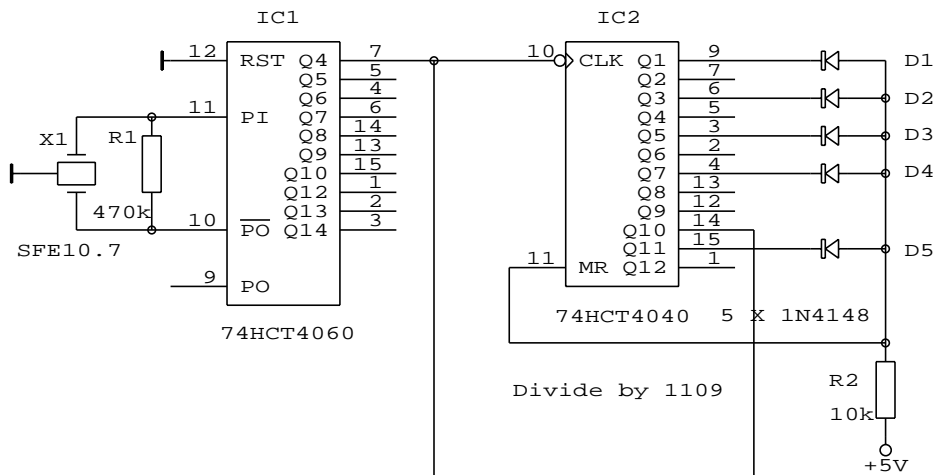 IC1
IC2
12 RST Q4 7
Q5 5
Q6 4
11 PI Q7 6
Q8 14
Q9 13
Q10 15
Q12 1
Q13 2
10 PO Q14 3
9 PO
74HCT4060
X1
R1
470k
SFE10.7
10 CLK Q1 9
Q2 7
Q3 6
Q4 5
Q5 3
Q6 2
Q7 4
Q8 13
Q9 12
Q10 14
Q11 15
11 MR Q12 1
74HCT4040
D1
D2
D3
D4
D5
5 X 1N4148
Divide by 1109
R2
10k
+5V